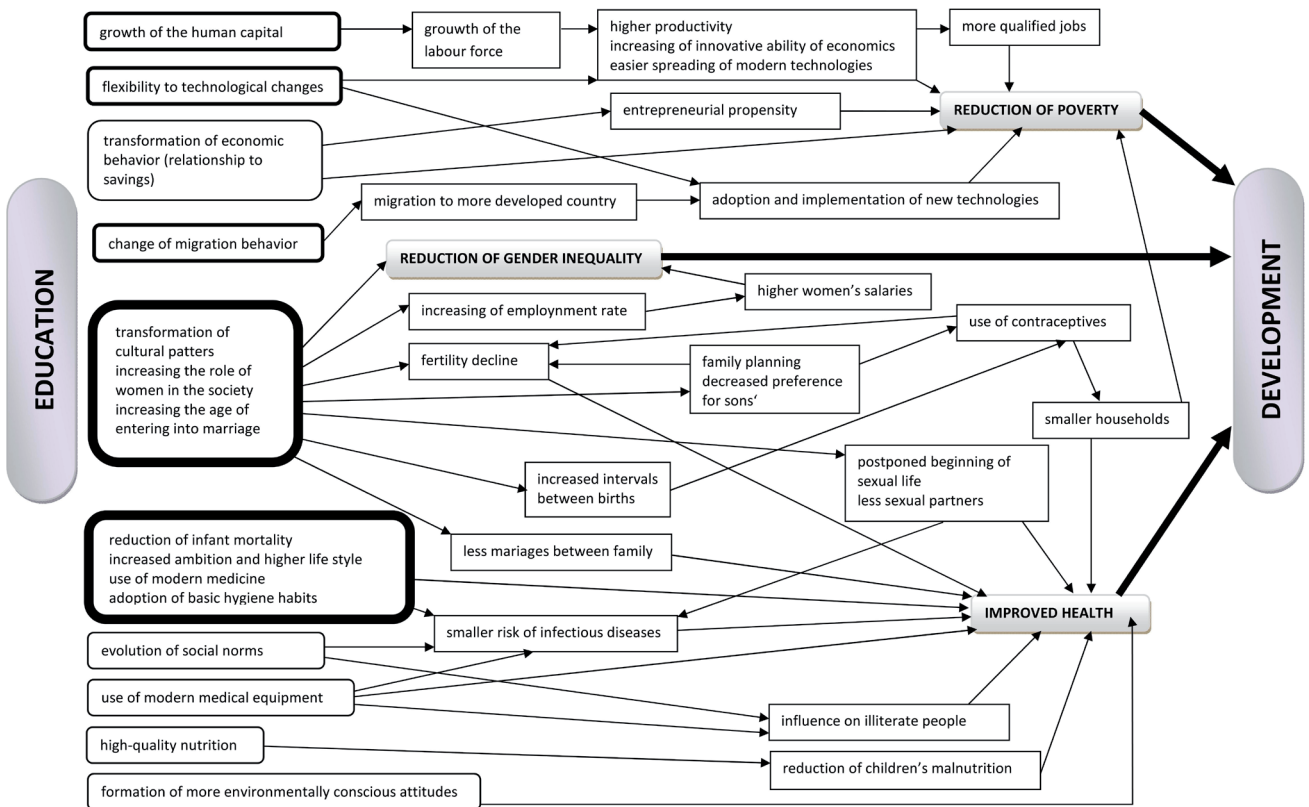 EDUCATION
growth of the human capital
grouwth of the
labour force
higher productivity
increasing of innovative ability of economics
easier spreading of modern technologies
more qualified jobs
flexibility to technological changes
entrepreneurial propensity
REDUCTION OF POVERTY
transformation of economic
behavior (relationship to
savings)
migration to more developed country
adoption and implementation of new technologies
change of migration behavior
REDUCTION OF GENDER INEQUALITY
higher women’s salaries
increasing of employnment rate
use of contraceptives
transformation of
cultural patters
increasing the role of
women in the society
increasing the age of
entering into marriage
fertility decline
family planning
decreased preference
for sons‘
smaller households
increased intervals
between births
postponed beginning of
sexual life
less sexual partners
reduction of infant mortality
increased ambition and higher life style
use of modern medicine
adoption of basic hygiene habits
less mariages between family
IMPROVED HEALTH
smaller risk of infectious diseases
evolution of social norms
use of modern medical equipment
influence on illiterate people
high-quality nutrition
reduction of children’s malnutrition
formation of more environmentally conscious attitudes
DEVELOPMENT